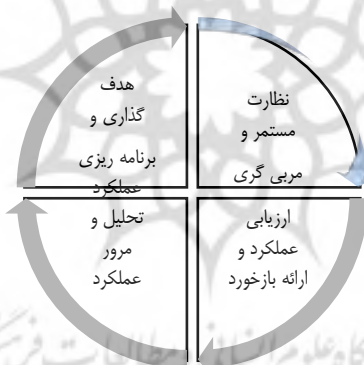 هدف
گذاری و
برنامه ریزی
عملکرد
نظارت
مستمر و
مربی گری
تحلیل و
مرور
عملکرد
ارزیابی
عملکرد و
ارائه بازخورد